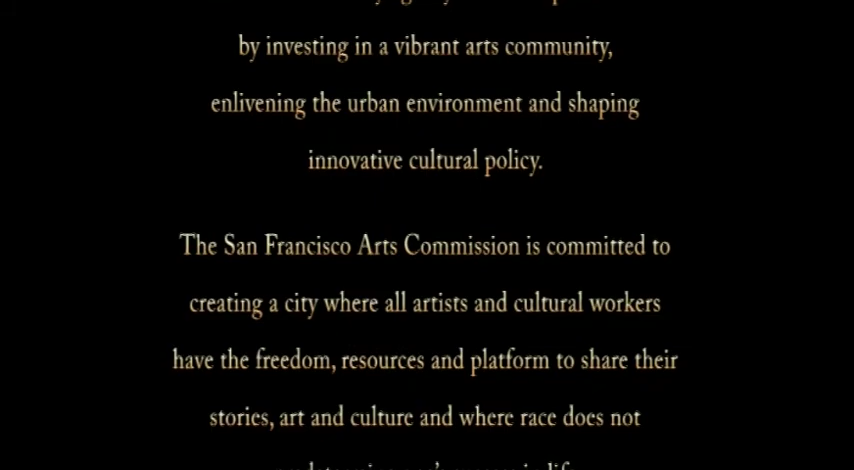 by investing in a vibrant arts community,
enlivening the urban environment and shaping
innovative cultural policy.
The San Francisco Arts Commission is committed to
creating a city where all artists and cultural workers
have the freedom, resources and platform to share their
stories, art and culture and where race does not